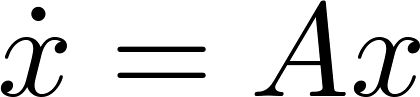 ẋ = Ax